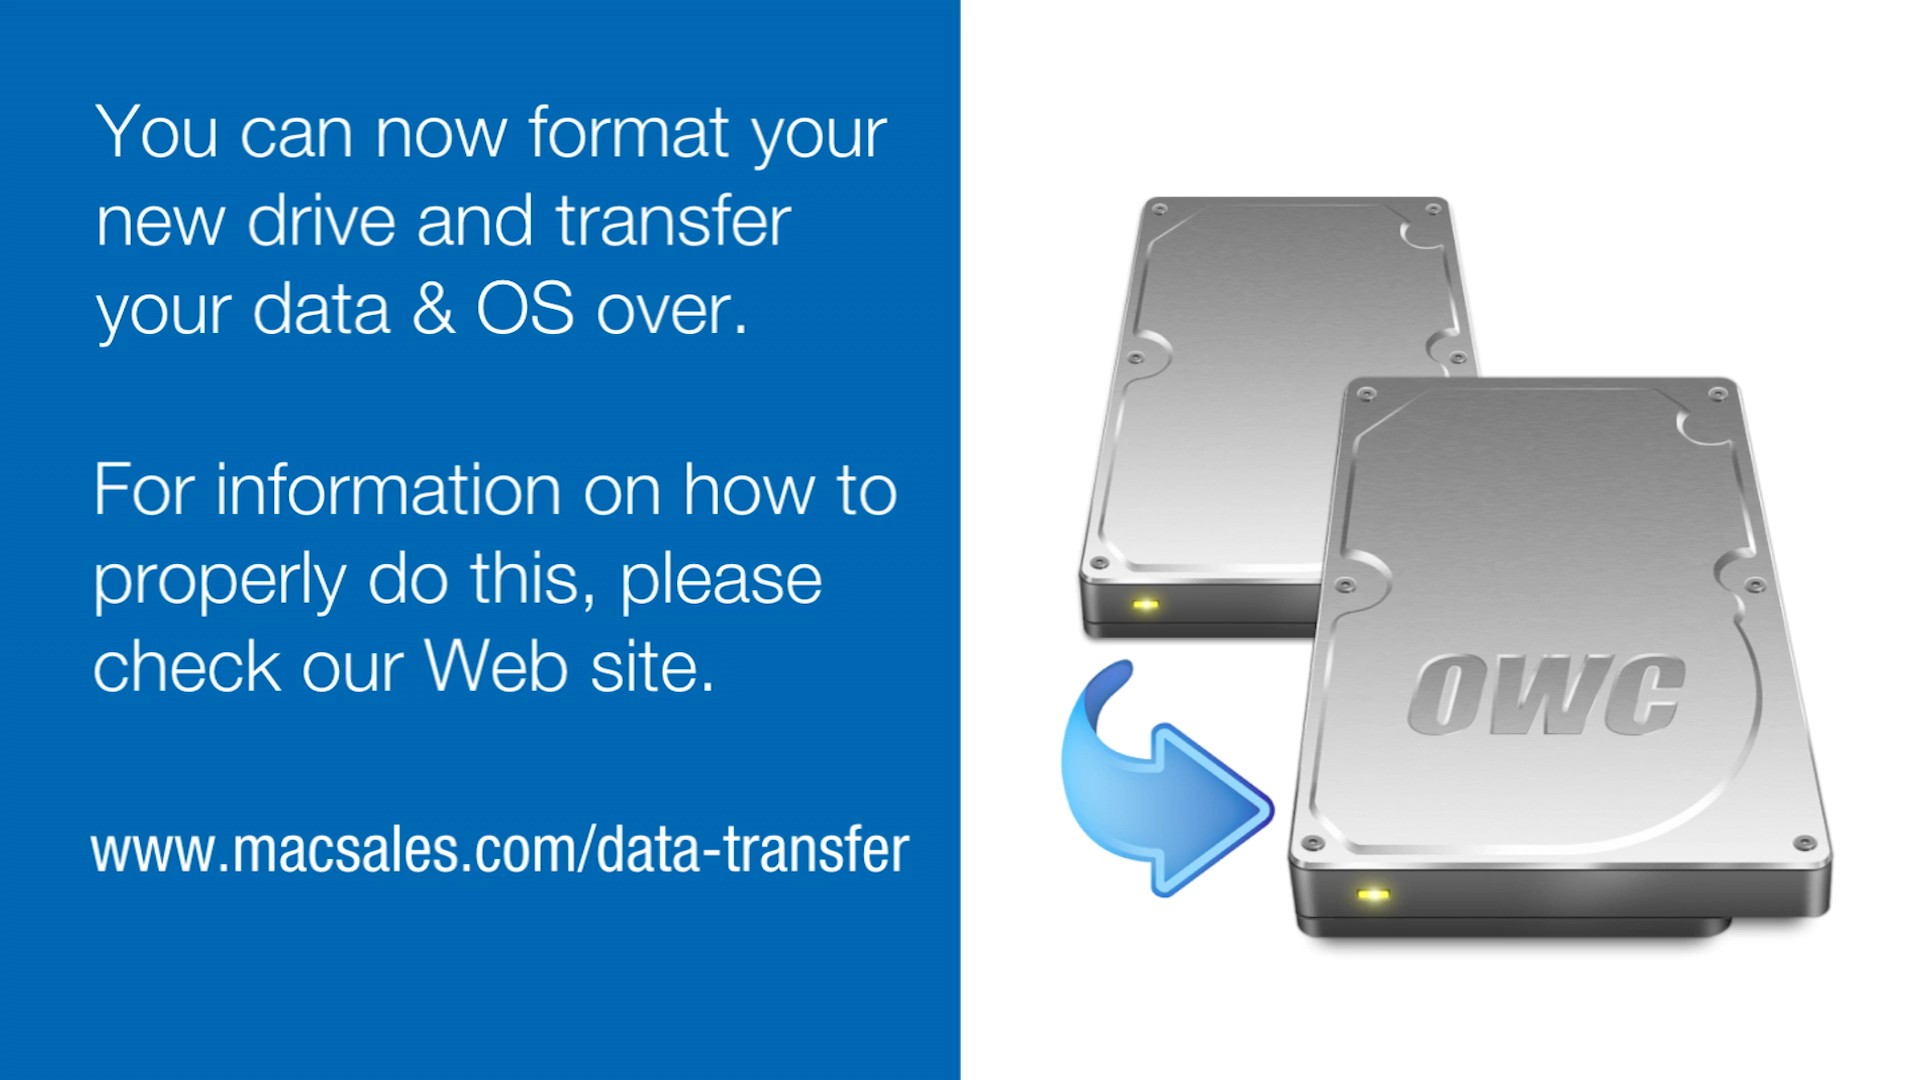 You can now format your
new drive and transfer
your data & OS over.
For information on how to
properly do this, please
check our Web site.
www.macsales.com/data-transfer
OWC